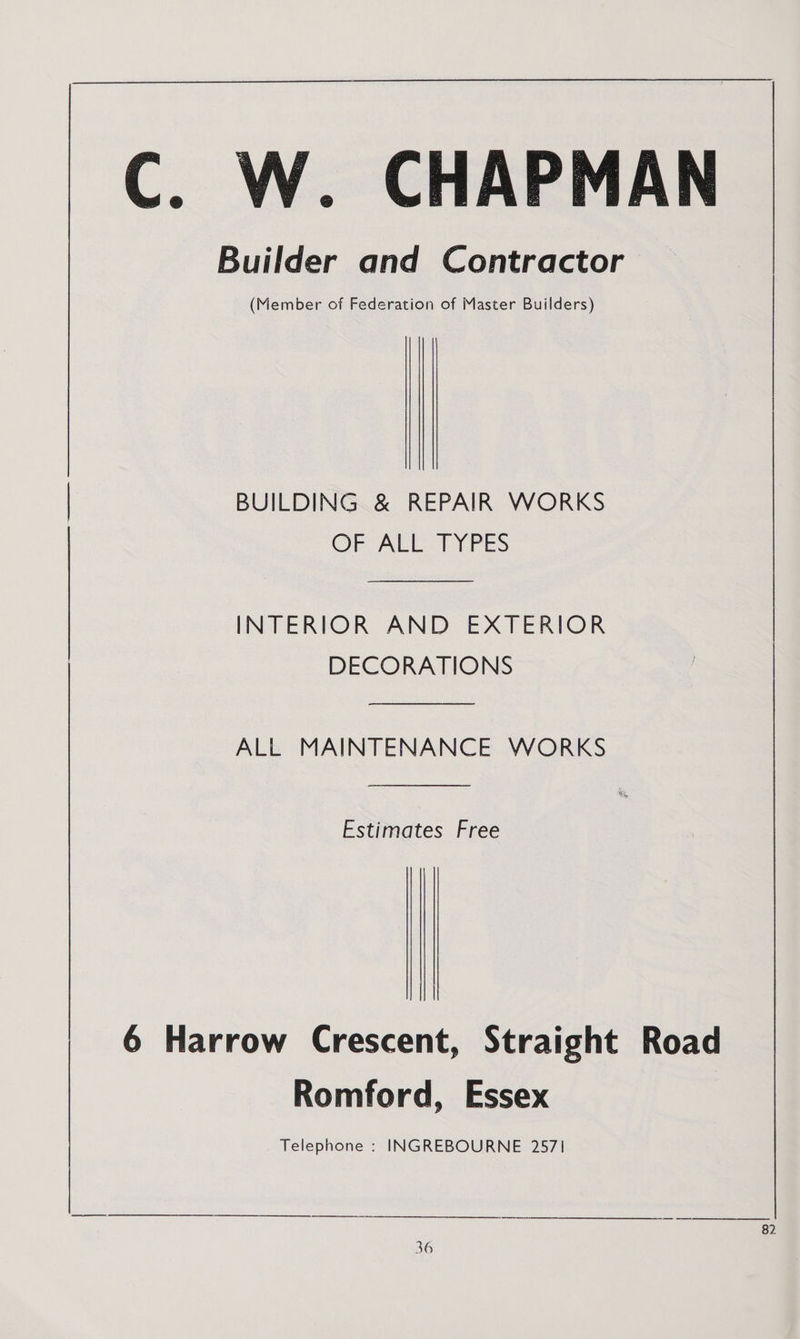 C. W. CHAPMAN
Builder and Contractor
(Member of Federation of Master Builders)
BUILDING & REPAIR WORKS
OF ALL TYPES
INTERIOR AND EXTERIOR
DECORATIONS
ALL MAINTENANCE WORKS
Estimates Free
6 Harrow Crescent, Straight Road
Romford, Essex
Telephone : INGREBOURNE 2571
82
36